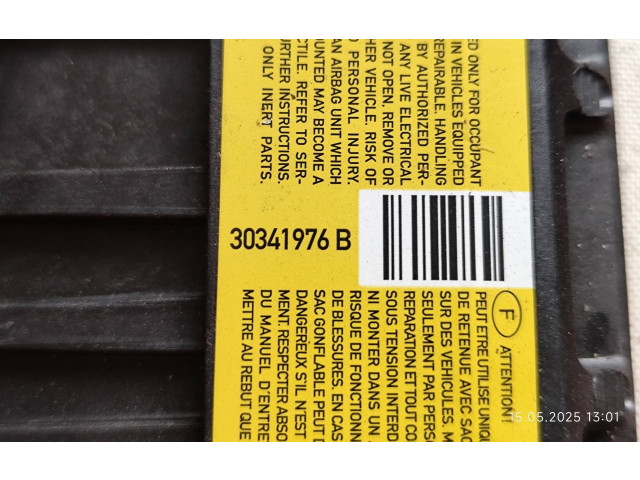 ED ONLY FOR OCCUPANT
IN VEHICLES EQUIPPED
REPAIRABLE. HANDLING
BY AUTHORIZED PER-
ANY LIVE ELECTRICAL
NOT OPEN, REMOVE OR
HER VEHICLE. RISK OF
O PERSONAL INJURY.
AN AIRBAG UNIT WHICH
OUNTED MAY BECOME A
CTILE. REFER TO SER-
URTHER INSTRUCTIONS.
ONLY INERT PARTS.
30341976 B
F ATTENTION!
PEUT ETRE UTILISE UNIQ
DE RETENUE AVEC SAC
SUR DES VEHICULES. M
SEULEMENT PAR PERSO
REPARATION ET TOUT CO
SOUS TENSION INTERD
NI MONTER DANS UN A
RISQUE DE FONCTIONN
DE BLESSURES. EN CAS
SAC GONFLABLE PEUT D
DANGEREUX S'IL N'EST
MENT. RESPECTER ABSO
DU MANUEL D'ENTRE
METTRE AU REBUT QUE
15.05.2025 13:01